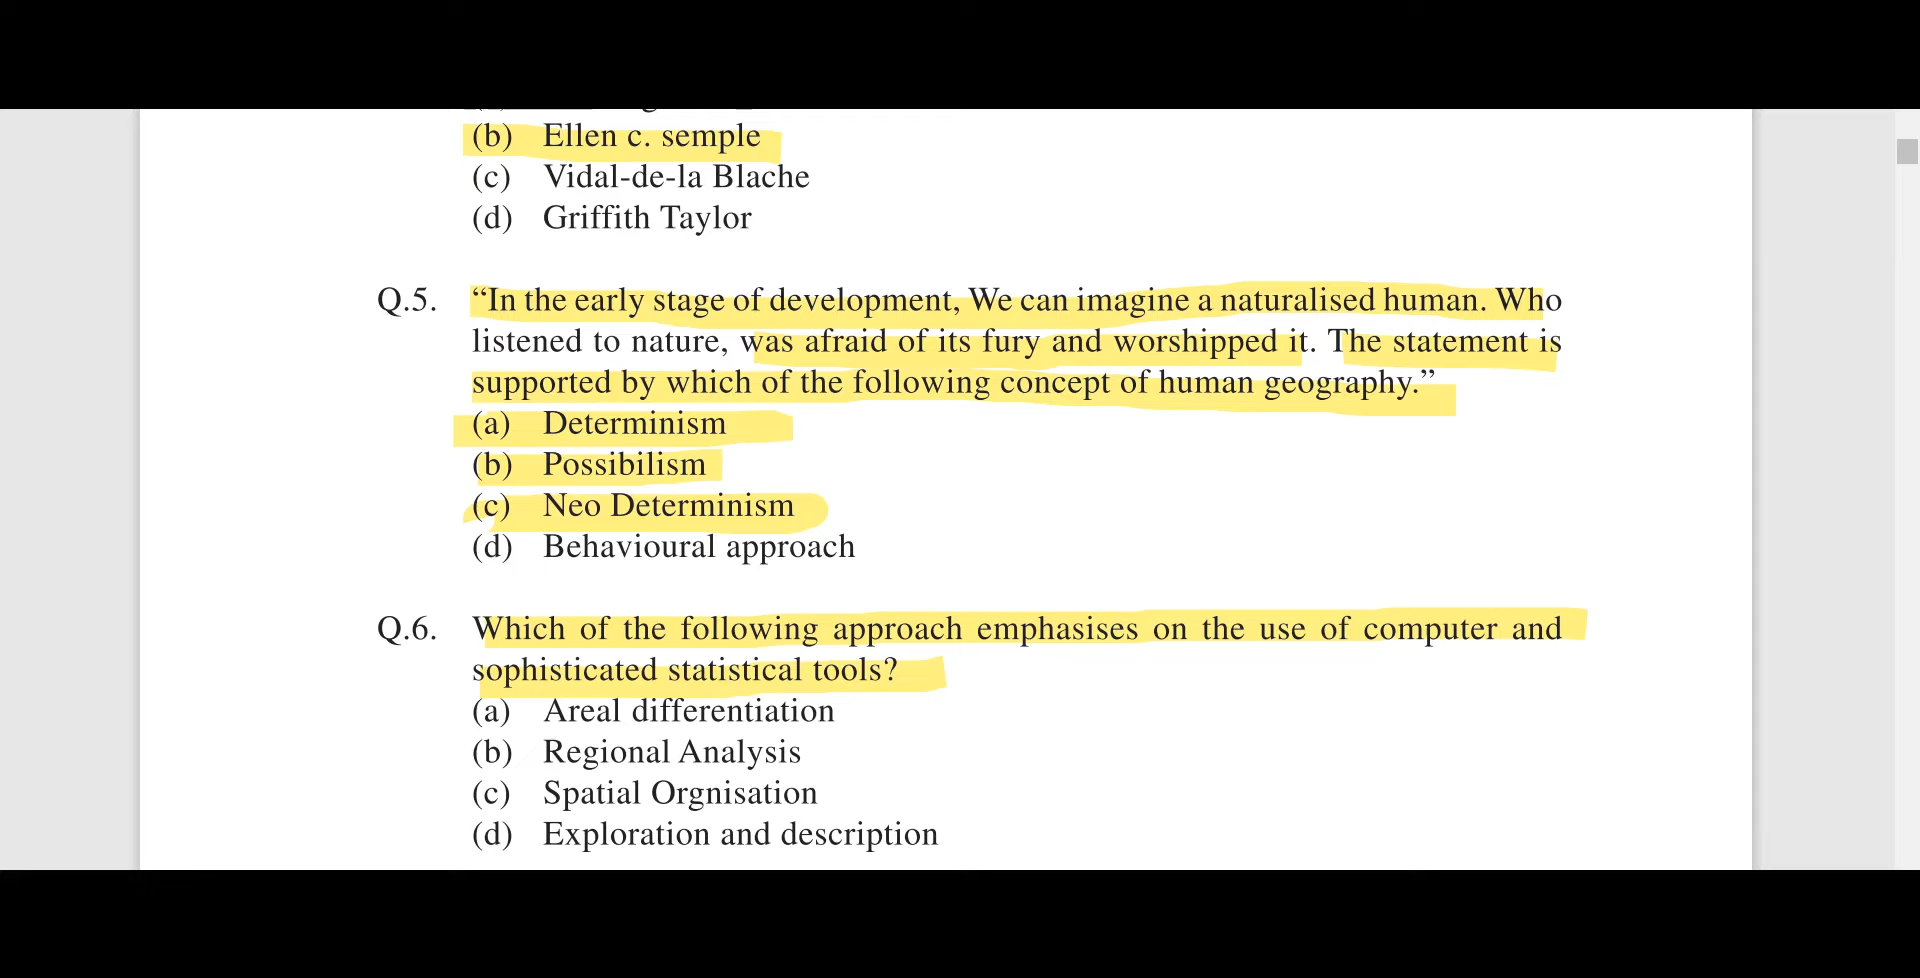 (b) Ellen c. semple
(c) Vidal-de-la Blache
(d) Griffith Taylor
Q.5. “In the early stage of development, We can imagine a naturalised human. Who
listened to nature, was afraid of its fury and worshipped it. The statement is
supported by which of the following concept of human geography.”
(a) Determinism
(b) Possibilism
(c) Neo Determinism
(d) Behavioural approach
Q.6. Which of the following approach emphasises on the use of computer and
sophisticated statistical tools?
(a) Areal differentiation
(b) Regional Analysis
(c) Spatial Orgnisation
(d) Exploration and description